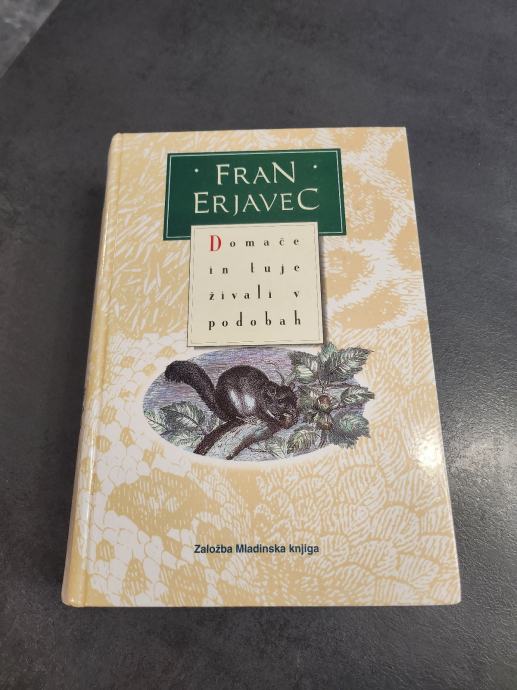 · FRAN ·
ERJAVEC
Domače
in tuje
živali v
podobah
Založba Mladinska knjiga